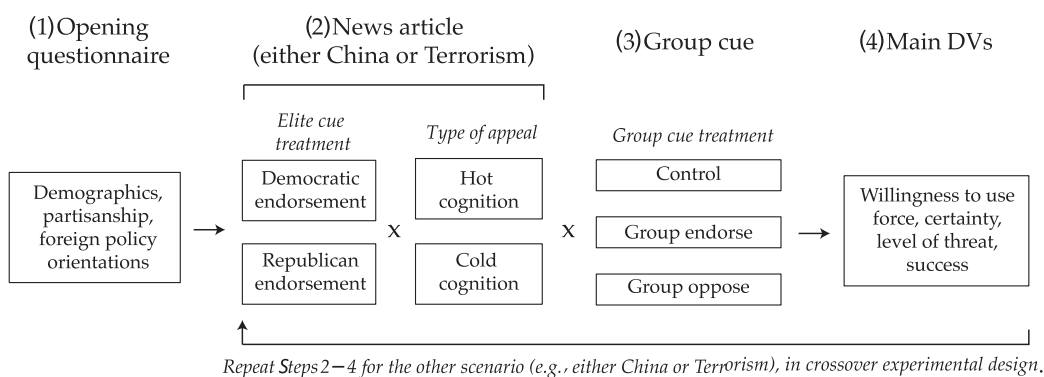 (1) Opening
questionnaire
(2) News article
(either China or Terrorism)
(3) Group cue
(4) Main DVs
Elite cue
treatment
Type of appeal
Group cue treatment
Demographics,
partisanship,
foreign policy
orientations
Democratic
endorsement
Republican
endorsement
x
Hot
cognition
Cold
cognition
x
Control
Group endorse
Group oppose
Willingness to use
force, certainty,
level of threat,
success
Repeat Steps 2–4 for the other scenario (e.g., either China or Terrorism), in crossover experimental design.